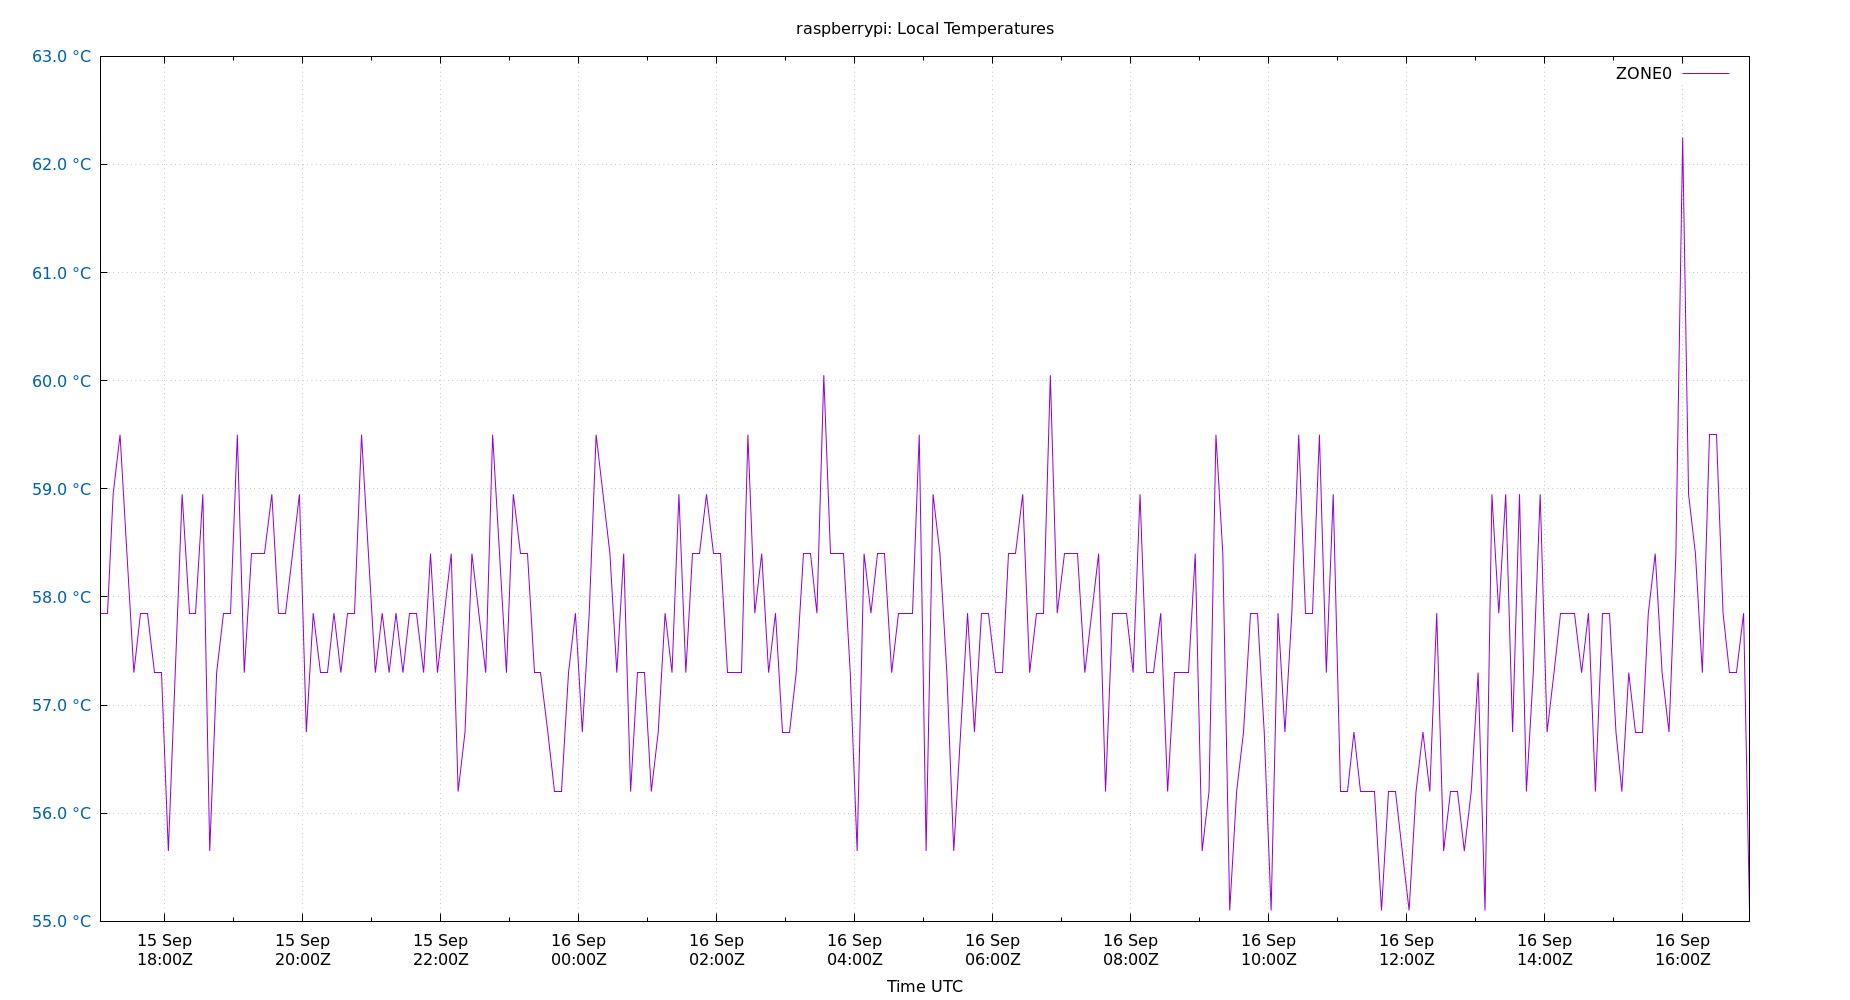 raspberrypi: Local Temperatures
63.0 °C
ZONE0
62.0 °C
61.0 °C
60.0 °C
59.0 °C
58.0 °C
57.0 °C
56.0 °C
55.0 °C
15 Sep 15 Sep 15 Sep 16 Sep 16 Sep 16 Sep 16 Sep 16 Sep 16 Sep 16 Sep 16 Sep 16 Sep
18:00Z 20:00Z 22:00Z 00:00Z 02:00Z 04:00Z 06:00Z 08:00Z 10:00Z 12:00Z 14:00Z 16:00Z
Time UTC